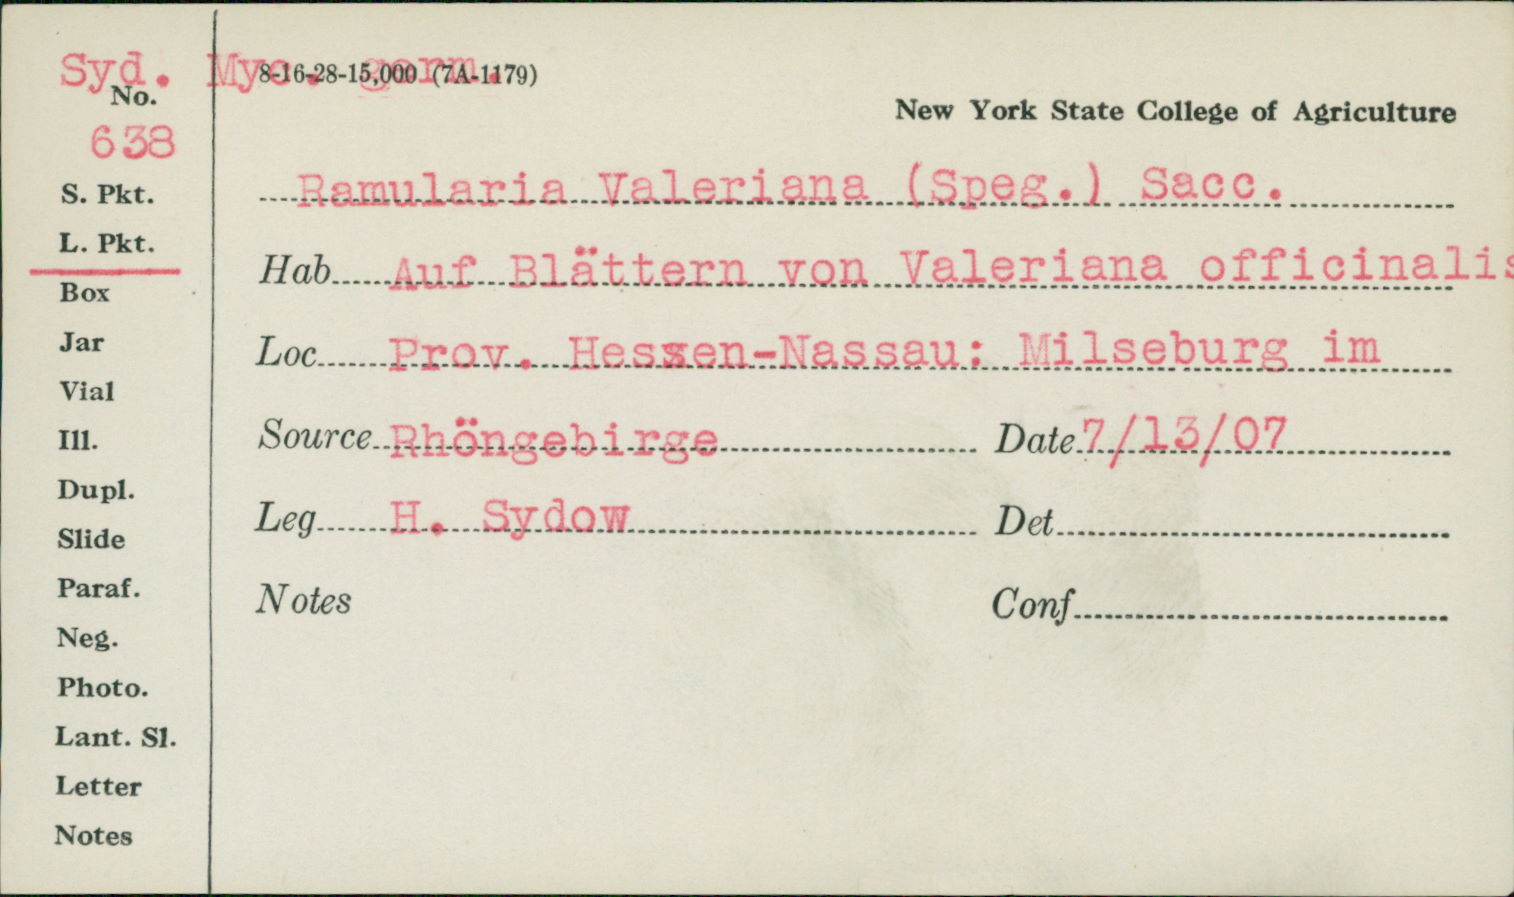 Syd. Myc. germ.
8-16-28-15,000 (7A-1179)
No.
638
New York State College of Agriculture
S. Pkt.
L. Pkt.
Box
Jar
Vial
Ill.
Dupl.
Slide
Paraf.
Neg.
Photo.
Lant. Sl.
Letter
Notes
Ramularia Valeriana (Speg.) Sacc.
Hab Auf Blättern von Valeriana officinalis
Loc Prov. Hessen-Nassau: Milseburg im
Source Rhöngebirge Date 7/13/07
Leg H. Sydow Det
Notes Conf